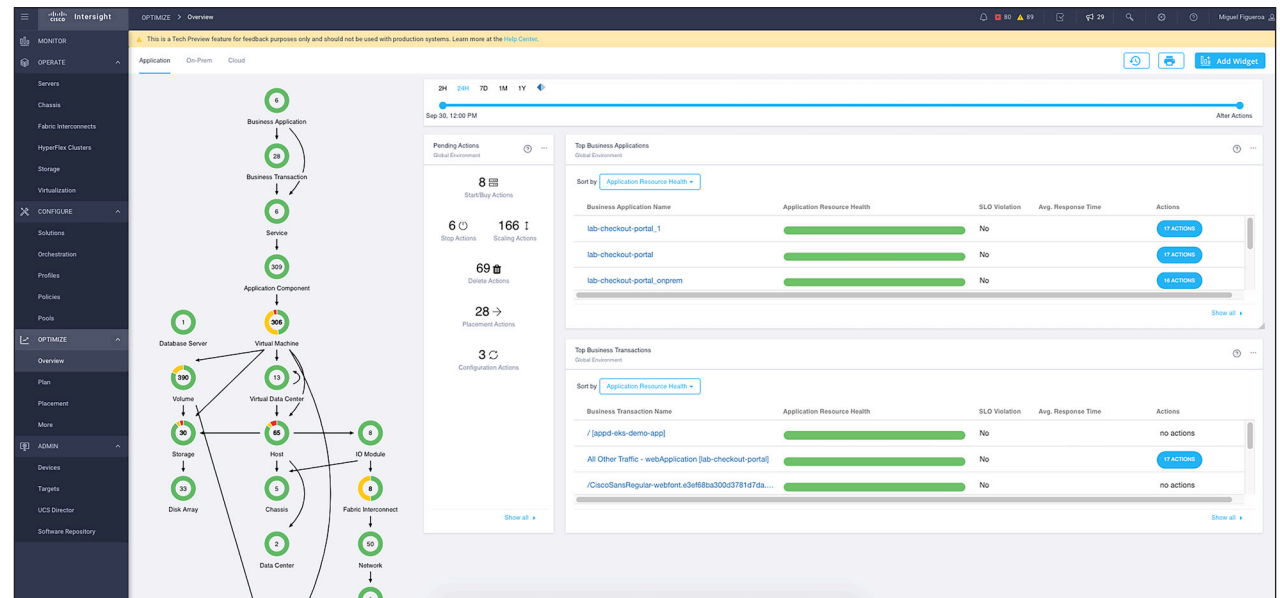 CISCO Intersight
OPTIMIZE > Overview
80 89
29
Miguel Figueroa
MONITOR
OPERATE
Servers
Chassis
Fabric Interconnects
HyperFlex Clusters
Storage
Virtualization
CONFIGURE
Solutions
Orchestration
Profiles
Policies
Pools
OPTIMIZE
Overview
Plan
Placement
More
ADMIN
Devices
Targets
UCS Director
Software Repository
This is a Tech Preview feature for feedback purposes only and should not be used with production systems. Learn more at the Help Center.
Application On-Prem Cloud
Add Widget
6
Business Application
28
Business Transaction
6
Service
309
Application Component
1
Database Server
306
Virtual Machine
390
Volume
13
Virtual Data Center
30
Storage
65
Host
8
IO Module
33
Disk Array
5
Chassis
8
Fabric Interconnect
2
Data Center
50
Network
2H 24H 7D 1M 1Y
Sep 30, 12:00 PM After Actions
Pending Actions
Global Environment
8
Start/Buy Actions
6 166
Stop Actions Scaling Actions
69
Delete Actions
28
Placement Actions
3
Configuration Actions
Show all
Top Business Applications
Global Environment
Sort by Application Resource Health
Business Application Name Application Resource Health SLO Violation Avg. Response Time Actions
lab-checkout-portal_1 No 17 ACTIONS
lab-checkout-portal No 17 ACTIONS
lab-checkout-portal_onprem No 16 ACTIONS
Show all
Top Business Transactions
Global Environment
Sort by Application Resource Health
Business Transaction Name Application Resource Health SLO Violation Avg. Response Time Actions
/ [appd-eks-demo-app] No no actions
All Other Traffic - webApplication [lab-checkout-portal] No 17 ACTIONS
/CiscoSansRegular-webfont.e3ef68ba300d3781d7da.... No no actions
Show all